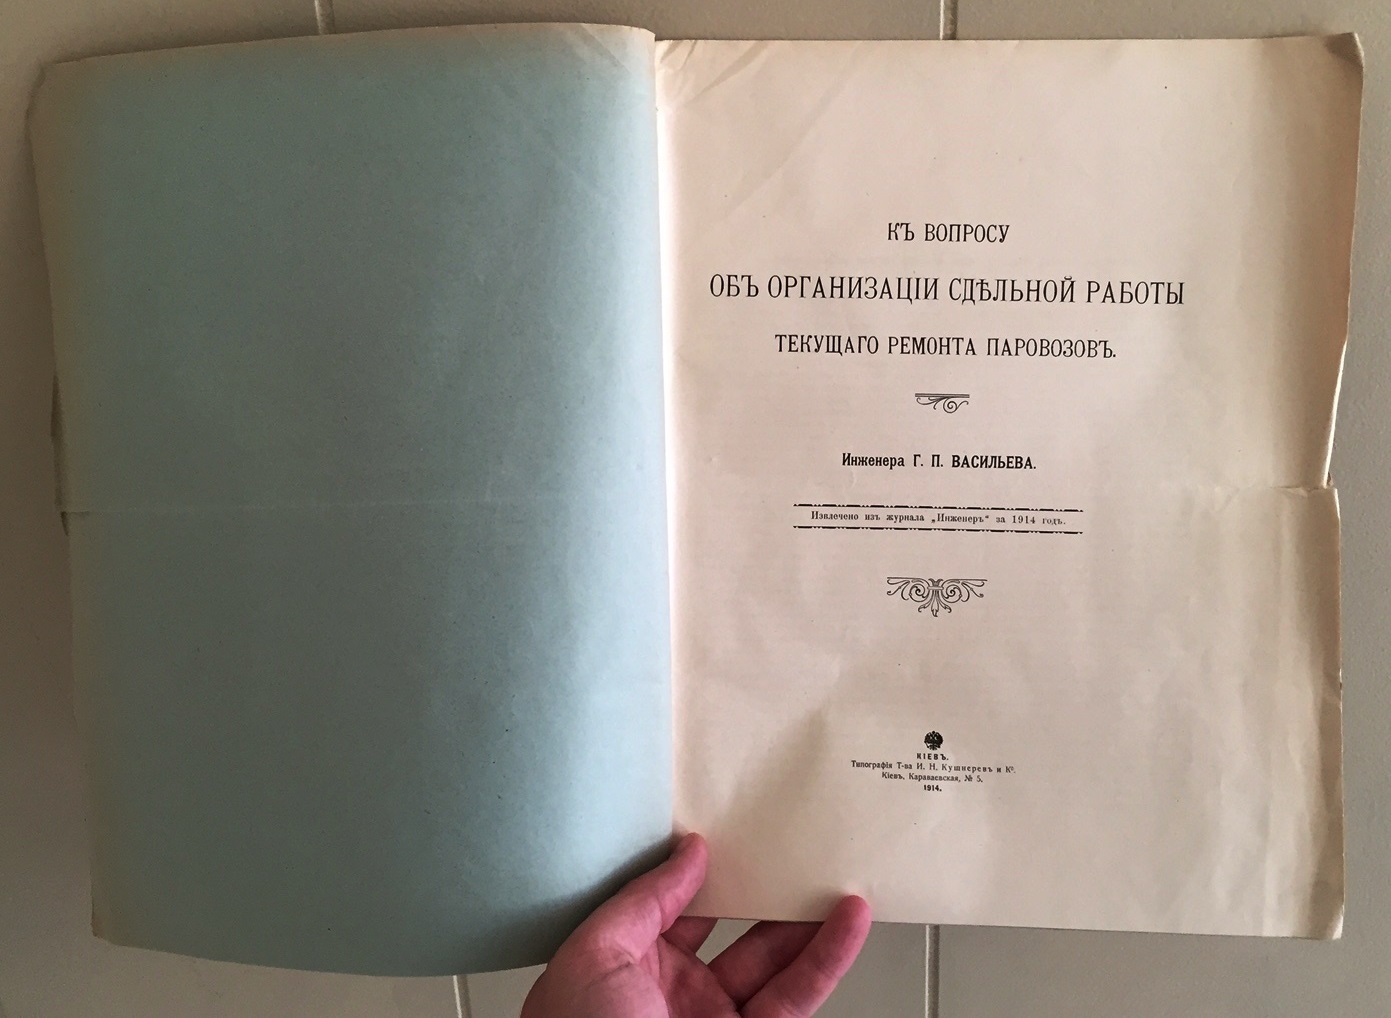 КЪ ВОПРОСУ
ОБЪ ОРГАНИЗАЦІИ СДѢЛЬНОЙ РАБОТЫ
ТЕКУЩАГО РЕМОНТА ПАРОВОЗОВЪ.
Инженера Г. П. ВАСИЛЬЕВА.
Извлечено изъ журнала „Инженеръ“ за 1914 годъ.
КІЕВЪ.
Типографія Т-ва И. Н. Кушнеревъ и Кº.
Кіевъ, Караваевская, № 5.
1914.